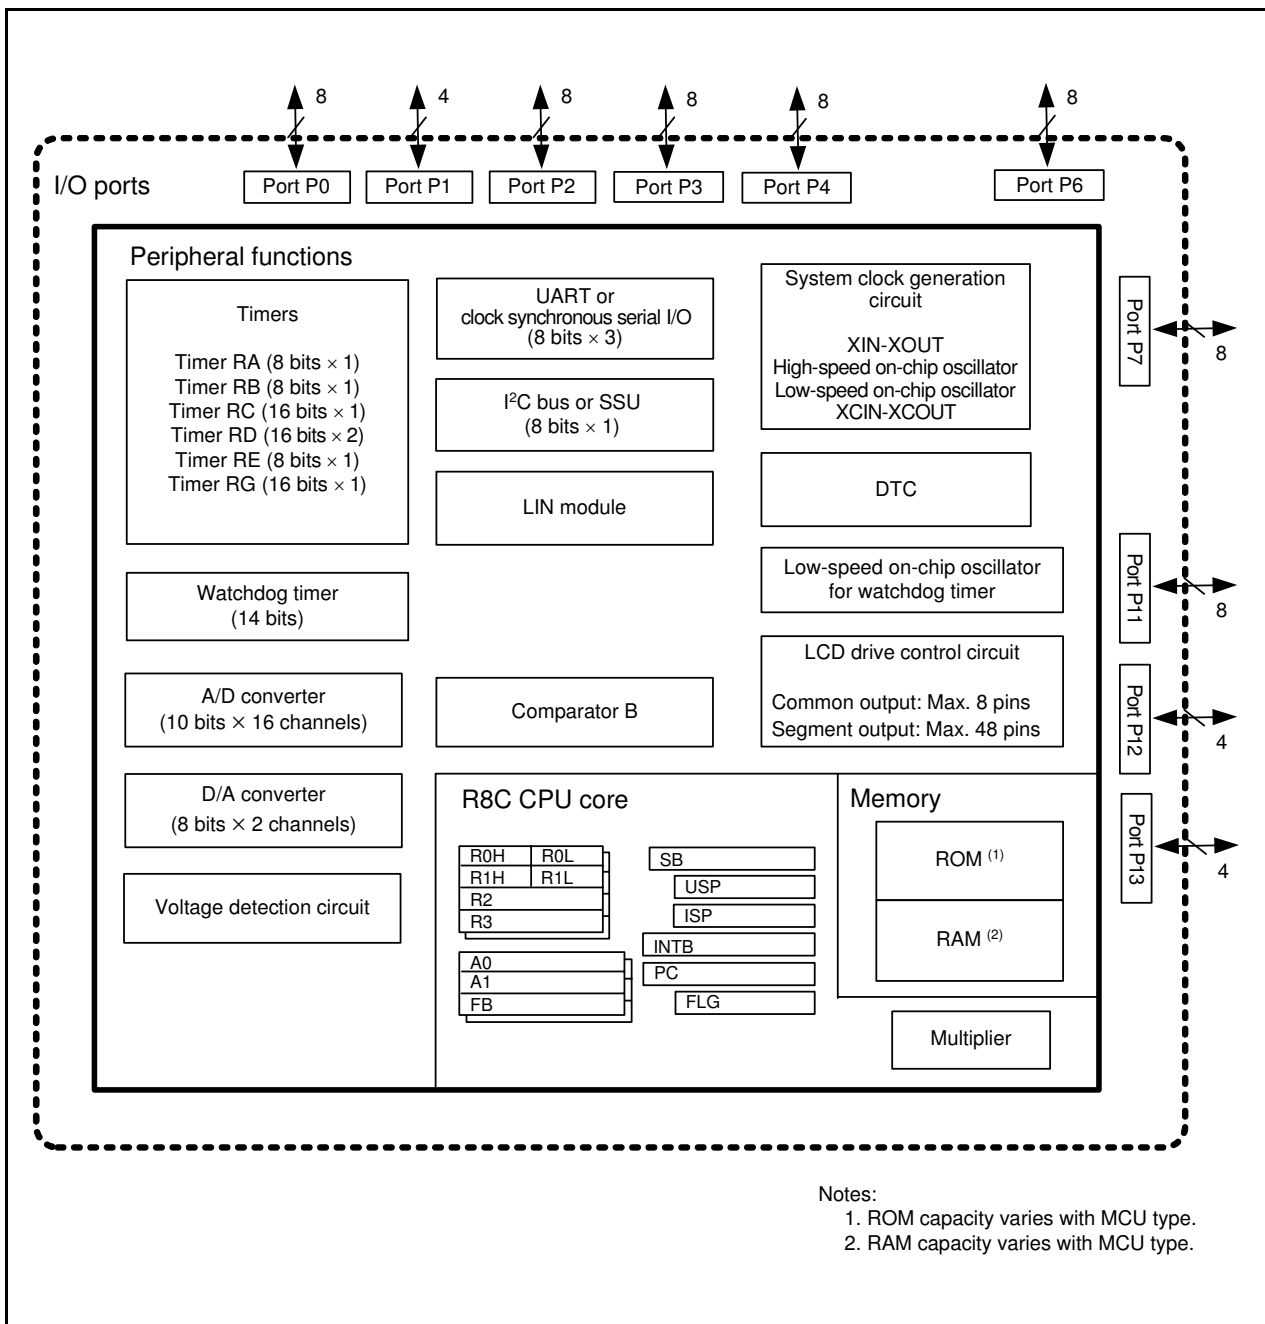 8
4
8
8
8
8
I/O ports
Port P0
Port P1
Port P2
Port P3
Port P4
Port P6
Peripheral functions
Timers
Timer RA (8 bits × 1)
Timer RB (8 bits × 1)
Timer RC (16 bits × 1)
Timer RD (16 bits × 2)
Timer RE (8 bits × 1)
Timer RG (16 bits × 1)
Watchdog timer
(14 bits)
A/D converter
(10 bits × 16 channels)
D/A converter
(8 bits × 2 channels)
Voltage detection circuit
UART or
clock synchronous serial I/O
(8 bits × 3)
I²C bus or SSU
(8 bits × 1)
LIN module
Comparator B
System clock generation
circuit
XIN-XOUT
High-speed on-chip oscillator
Low-speed on-chip oscillator
XCIN-XCOUT
DTC
Low-speed on-chip oscillator
for watchdog timer
LCD drive control circuit
Common output: Max. 8 pins
Segment output: Max. 48 pins
Port P7
8
Port P11
8
Port P12
4
Port P13
4
R8C CPU core
R0H
R0L
R1H
R1L
R2
R3
A0
A1
FB
SB
USP
ISP
INTB
PC
FLG
Memory
ROM (1)
RAM (2)
Multiplier
Notes:
1. ROM capacity varies with MCU type.
2. RAM capacity varies with MCU type.